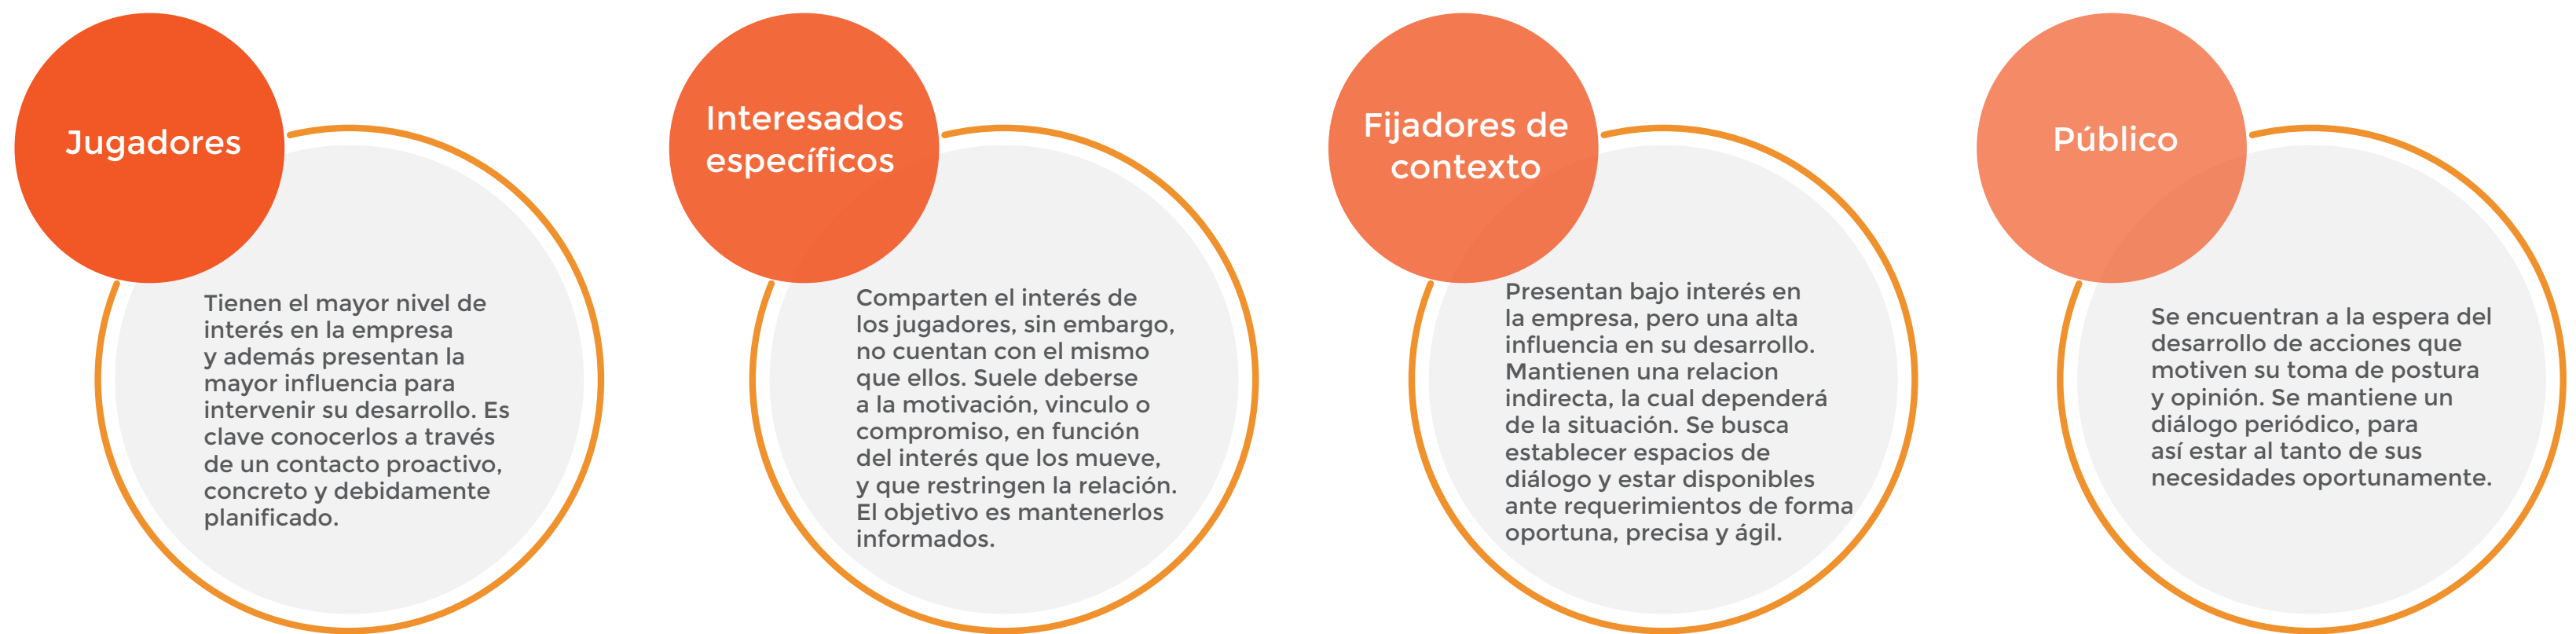 Jugadores
Tienen el mayor nivel de
interés en la empresa
y además presentan la
mayor influencia para
intervenir su desarrollo. Es
clave conocerlos a través
de un contacto proactivo,
concreto y debidamente
planificado.
Interesados
específicos
Comparten el interés de
los jugadores, sin embargo,
no cuentan con el mismo
que ellos. Suele deberse
a la motivación, vinculo o
compromiso, en función
del interés que los mueve,
y que restringen la relación.
El objetivo es mantenerlos
informados.
Fijadores de
contexto
Presentan bajo interés en
la empresa, pero una alta
influencia en su desarrollo.
Mantienen una relacion
indirecta, la cual dependerá
de la situación. Se busca
establecer espacios de
diálogo y estar disponibles
ante requerimientos de forma
oportuna, precisa y ágil.
Público
Se encuentran a la espera del
desarrollo de acciones que
motiven su toma de postura
y opinión. Se mantiene un
diálogo periódico, para
así estar al tanto de sus
necesidades oportunamente.